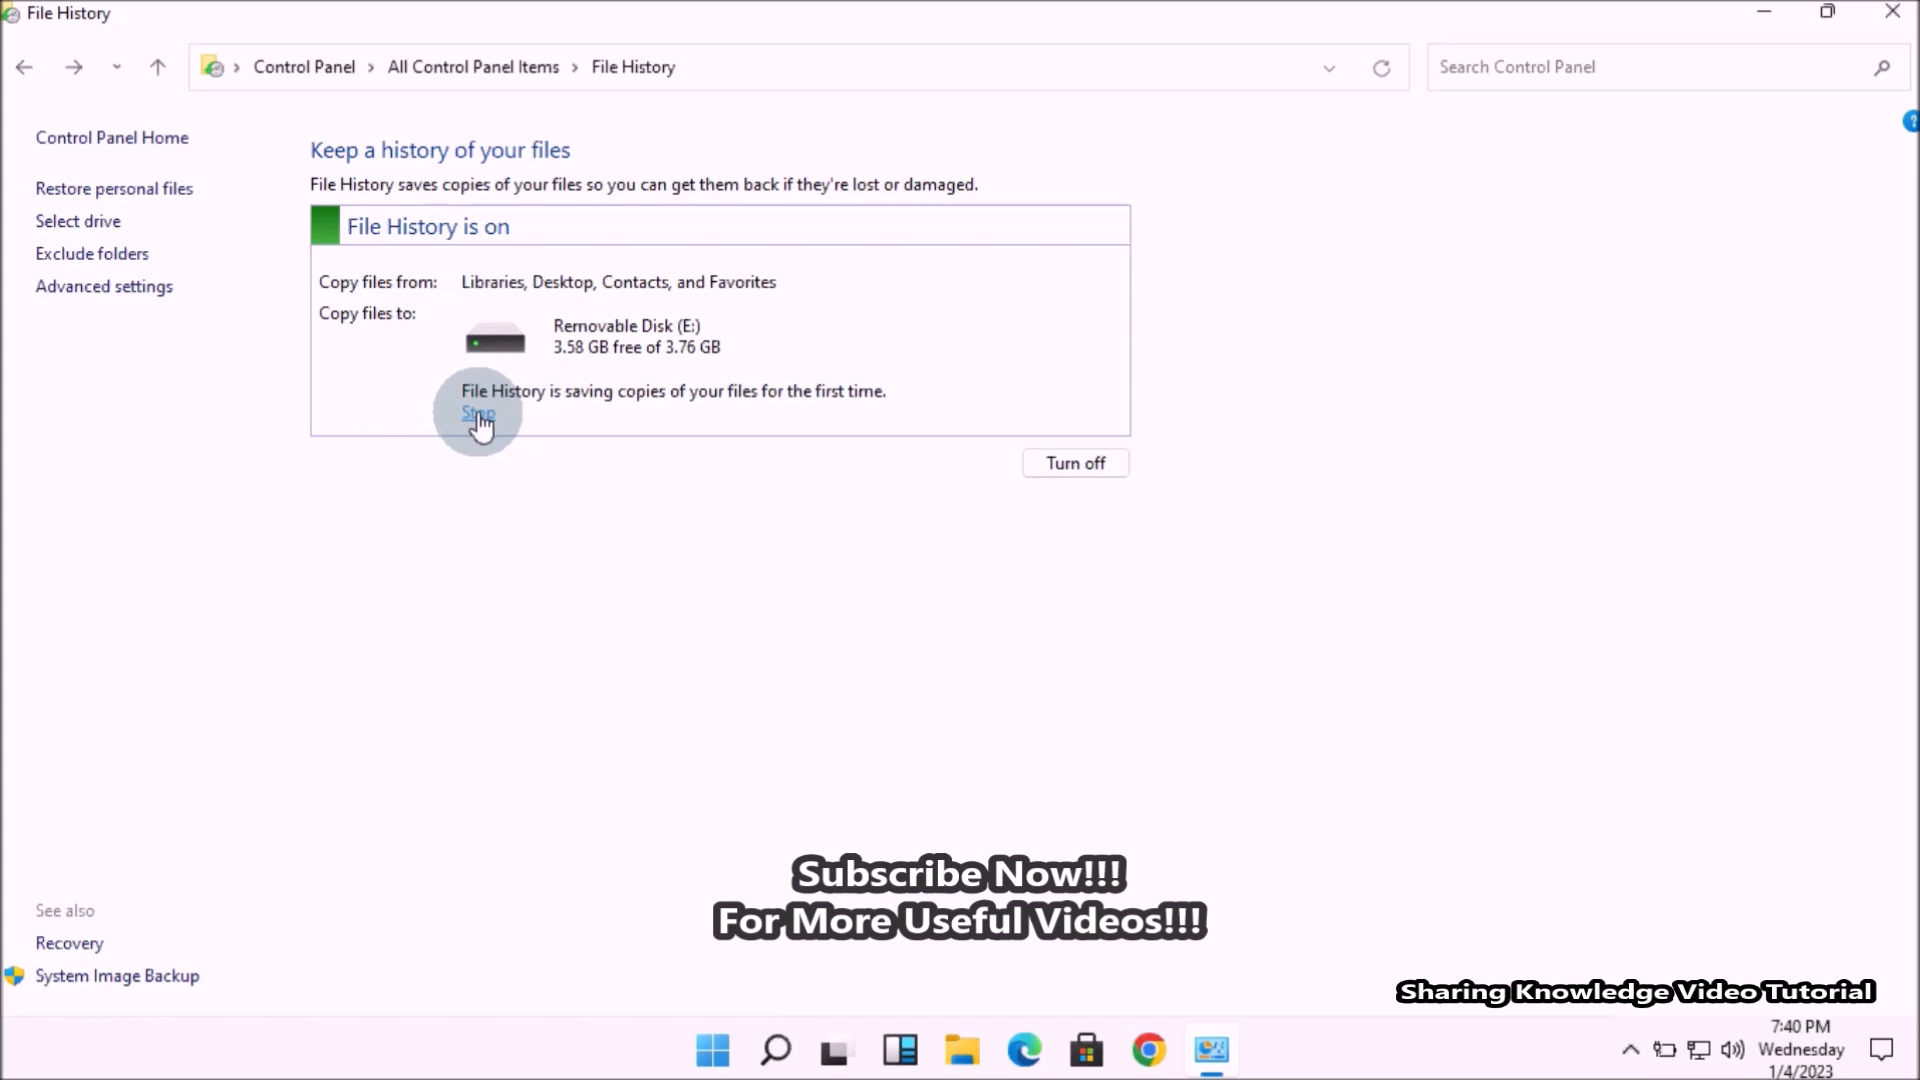 File History
Control Panel
All Control Panel Items
File History
Search Control Panel
?
Control Panel Home
Restore personal files
Select drive
Exclude folders
Advanced settings
Keep a history of your files
File History saves copies of your files so you can get them back if they're lost or damaged.
File History is on
Copy files from: Libraries, Desktop, Contacts, and Favorites
Copy files to:
Removable Disk (E:)
3.58 GB free of 3.76 GB
File History is saving copies of your files for the first time.
Stop
Turn off
Subscribe Now!!!
For More Useful Videos!!!
See also
Recovery
System Image Backup
Sharing Knowledge Video Tutorial
7:40 PM
Wednesday
1/4/2023